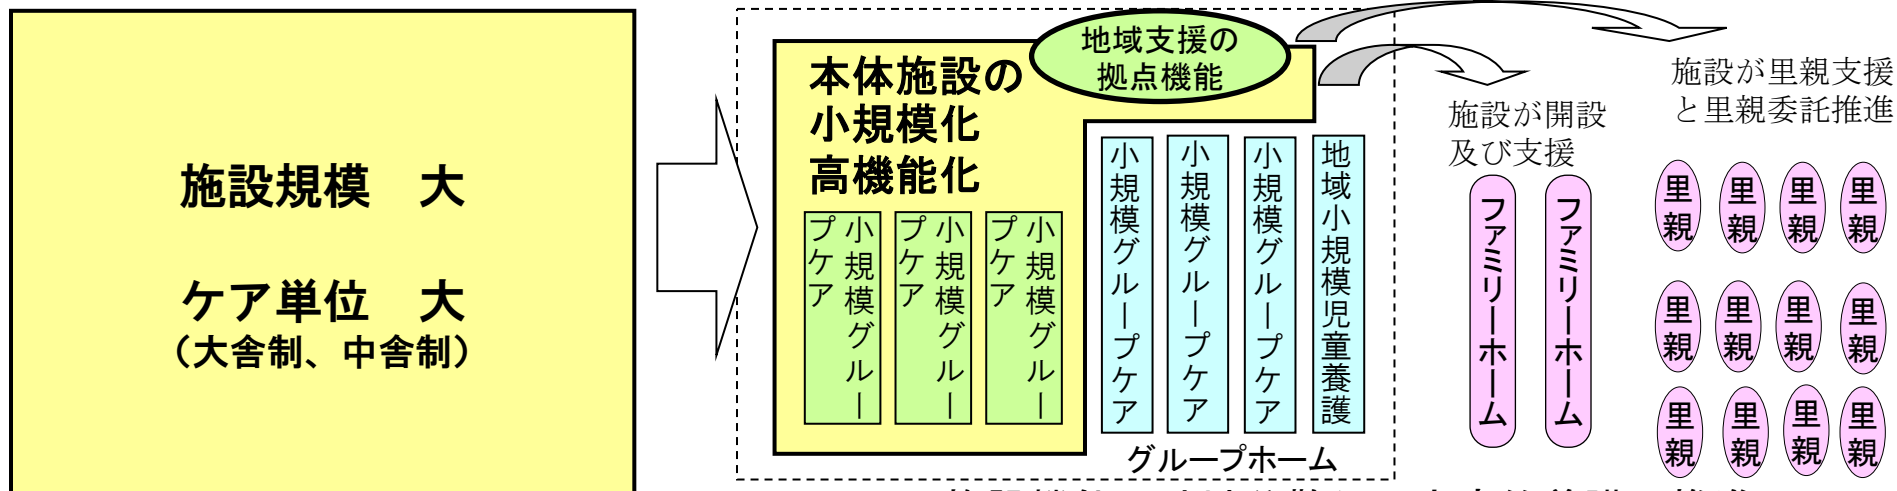 施設規模　大
ケア単位　大
（大舎制、中舎制）
地域支援の
拠点機能
本体施設の
小規模化
高機能化
小規模グルー
プケア
小規模グルー
プケア
小規模グルー
プケア
小規模グループケア
小規模グループケア
小規模グループケア
地域小規模児童養護
グループホーム
施設が開設
及び支援
ファミリーホーム
ファミリーホーム
施設が里親支援
と里親委託推進
里親
里親
里親
里親
里親
里親
里親
里親
里親
里親
里親
里親